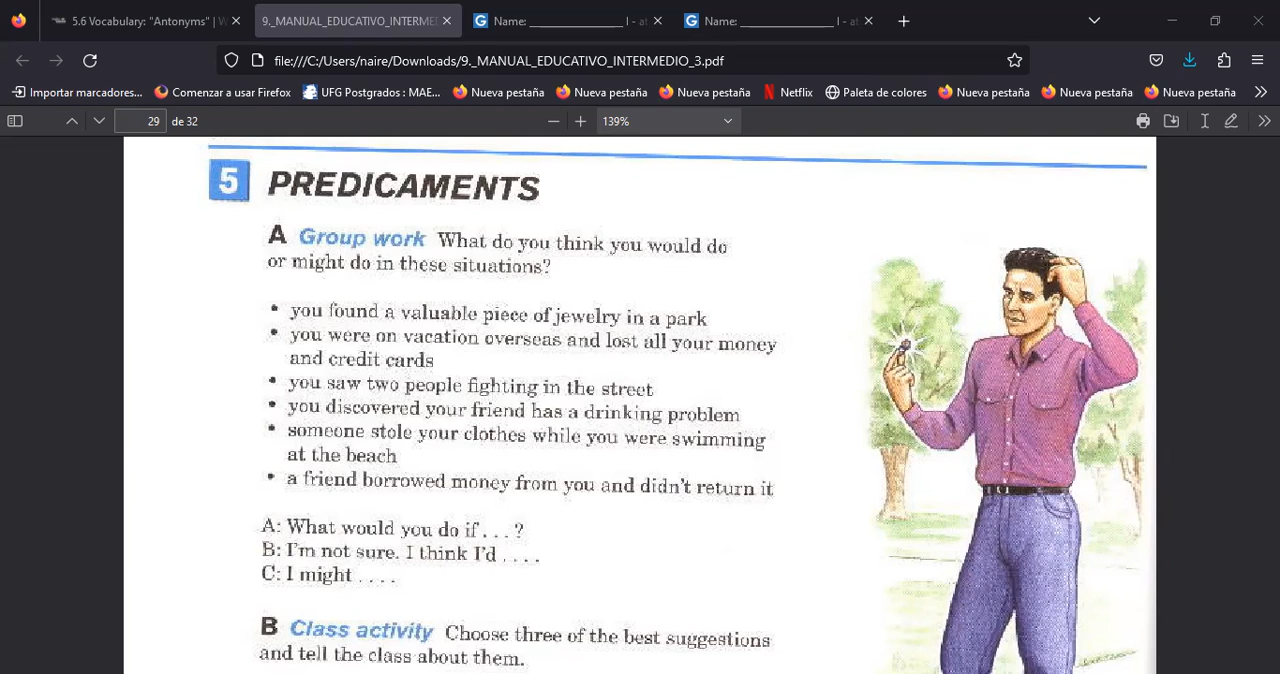 5.6 Vocabulary: "Antonyms" | W
9._MANUAL_EDUCATIVO_INTERME
Name: ________________ I - at
Name: ________________ I - at
file:///C:/Users/naire/Downloads/9._MANUAL_EDUCATIVO_INTERMEDIO_3.pdf
Importar marcadores... Comenzar a usar Firefox UFG Postgrados : MAE... Nueva pestaña Nueva pestaña Nueva pestaña Netflix Paleta de colores Nueva pestaña Nueva pestaña Nueva pestaña
29 de 32 139%
5 PREDICAMENTS
A Group work What do you think you would do
or might do in these situations?
• you found a valuable piece of jewelry in a park
• you were on vacation overseas and lost all your money
and credit cards
• you saw two people fighting in the street
• you discovered your friend has a drinking problem
• someone stole your clothes while you were swimming
at the beach
• a friend borrowed money from you and didn't return it
A: What would you do if . . . ?
B: I'm not sure. I think I'd . . . .
C: I might . . . .
B Class activity Choose three of the best suggestions
and tell the class about them.